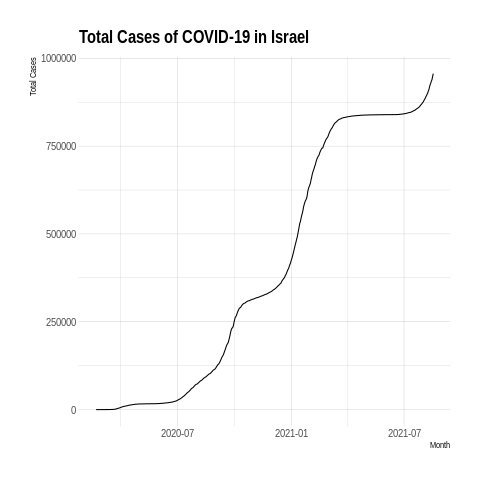 Total Cases of COVID-19 in Israel
Total Cases
1000000
750000
500000
250000
0
2020-07
2021-01
2021-07
Month